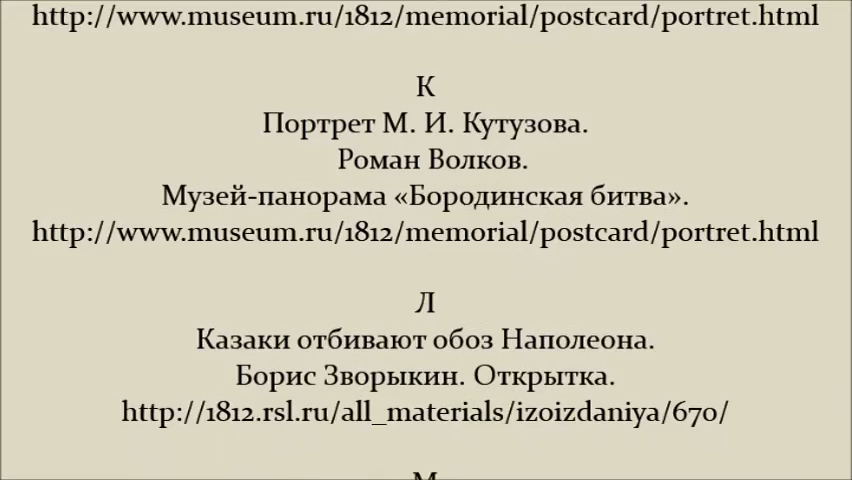 http://www.museum.ru/1812/memorial/postcard/portret.html
К
Портрет М. И. Кутузова.
Роман Волков.
Музей-панорама «Бородинская битва».
http://www.museum.ru/1812/memorial/postcard/portret.html
Л
Казаки отбивают обоз Наполеона.
Борис Зворыкин. Открытка.
http://1812.rsl.ru/all_materials/izoizdaniya/670/
М